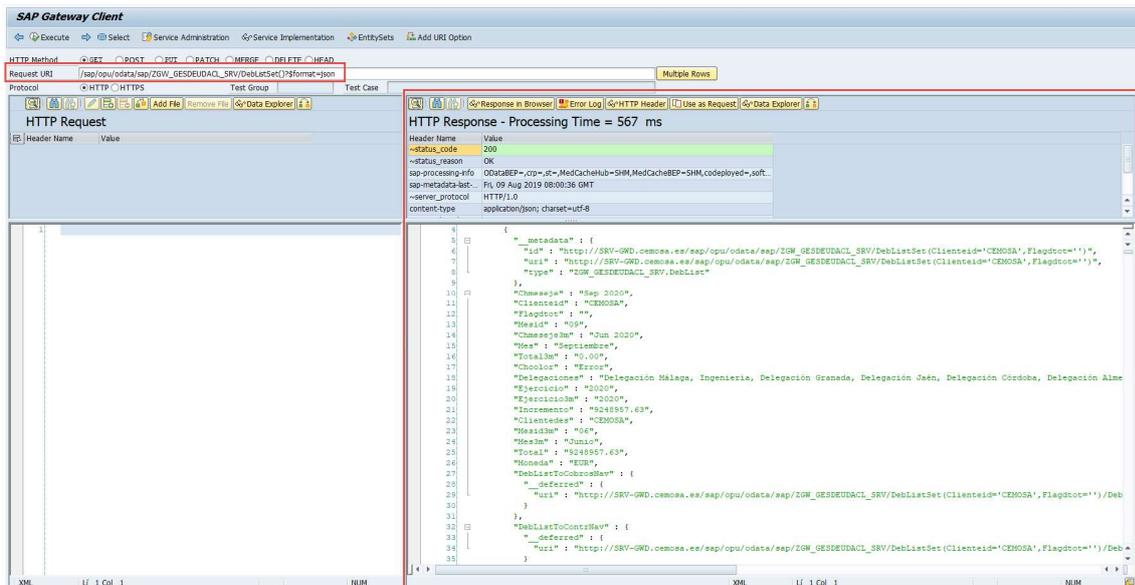 SAP Gateway Client
Execute Select Service Administration Service Implementation EntitySets Add URI Option
HTTP Method GET POST PUT PATCH MERGE DELETE HEAD
Request URI /sap/opu/odata/sap/ZGW_GESDEUDACL_SRV/DebListSet()?$format=json Multiple Rows
Protocol HTTP HTTPS Test Group Test Case
Add File Remove File Data Explorer
HTTP Request
Header Name Value
Response in Browser Error Log HTTP Header Use as Request Data Explorer
HTTP Response - Processing Time = 567 ms
Header Name Value
~status_code 200
~status_reason OK
sap-processing-info ODataBEP=,crp=,st=,MedCacheHub=SHM,MedCacheBEP=SHM,codeployed=,soft...
sap-metadata-last-... Fri, 09 Aug 2019 08:00:36 GMT
~server_protocol HTTP/1.0
content-type application/json; charset=utf-8
1
4 {
5 "__metadata" : {
6 "id" : "http://SRV-GWD.cemosa.es/sap/opu/odata/sap/ZGW_GESDEUDACL_SRV/DebListSet(Clienteid='CEMOSA',Flagdtot='')",
7 "uri" : "http://SRV-GWD.cemosa.es/sap/opu/odata/sap/ZGW_GESDEUDACL_SRV/DebListSet(Clienteid='CEMOSA',Flagdtot='')",
8 "type" : "ZGW_GESDEUDACL_SRV.DebList"
9 },
10 "Chmeseje" : "Sep 2020",
11 "Clienteid" : "CEMOSA",
12 "Flagdtot" : "",
13 "Mesid" : "09",
14 "Chmeseje3m" : "Jun 2020",
15 "Mes" : "Septiembre",
16 "Total3m" : "0.00",
17 "Chcolor" : "Error",
18 "Delegaciones" : "Delegación Málaga, Ingeniería, Delegación Granada, Delegación Jaén, Delegación Córdoba, Delegación Alme
19 "Ejercicio" : "2020",
20 "Ejercicio3m" : "2020",
21 "Incremento" : "9248957.63",
22 "Clientedes" : "CEMOSA",
23 "Mesid3m" : "06",
24 "Mes3m" : "Junio",
25 "Total" : "9248957.63",
26 "Moneda" : "EUR",
27 "DebListToCobrosNav" : {
28 "__deferred" : {
29 "uri" : "http://SRV-GWD.cemosa.es/sap/opu/odata/sap/ZGW_GESDEUDACL_SRV/DebListSet(Clienteid='CEMOSA',Flagdtot='')/Deb
30 }
31 },
32 "DebListToContrNav" : {
33 "__deferred" : {
34 "uri" : "http://SRV-GWD.cemosa.es/sap/opu/odata/sap/ZGW_GESDEUDACL_SRV/DebListSet(Clienteid='CEMOSA',Flagdtot='')/Deb
35 }
XML Li 1 Col 1 NUM
XML Li 1 Col 1 NUM